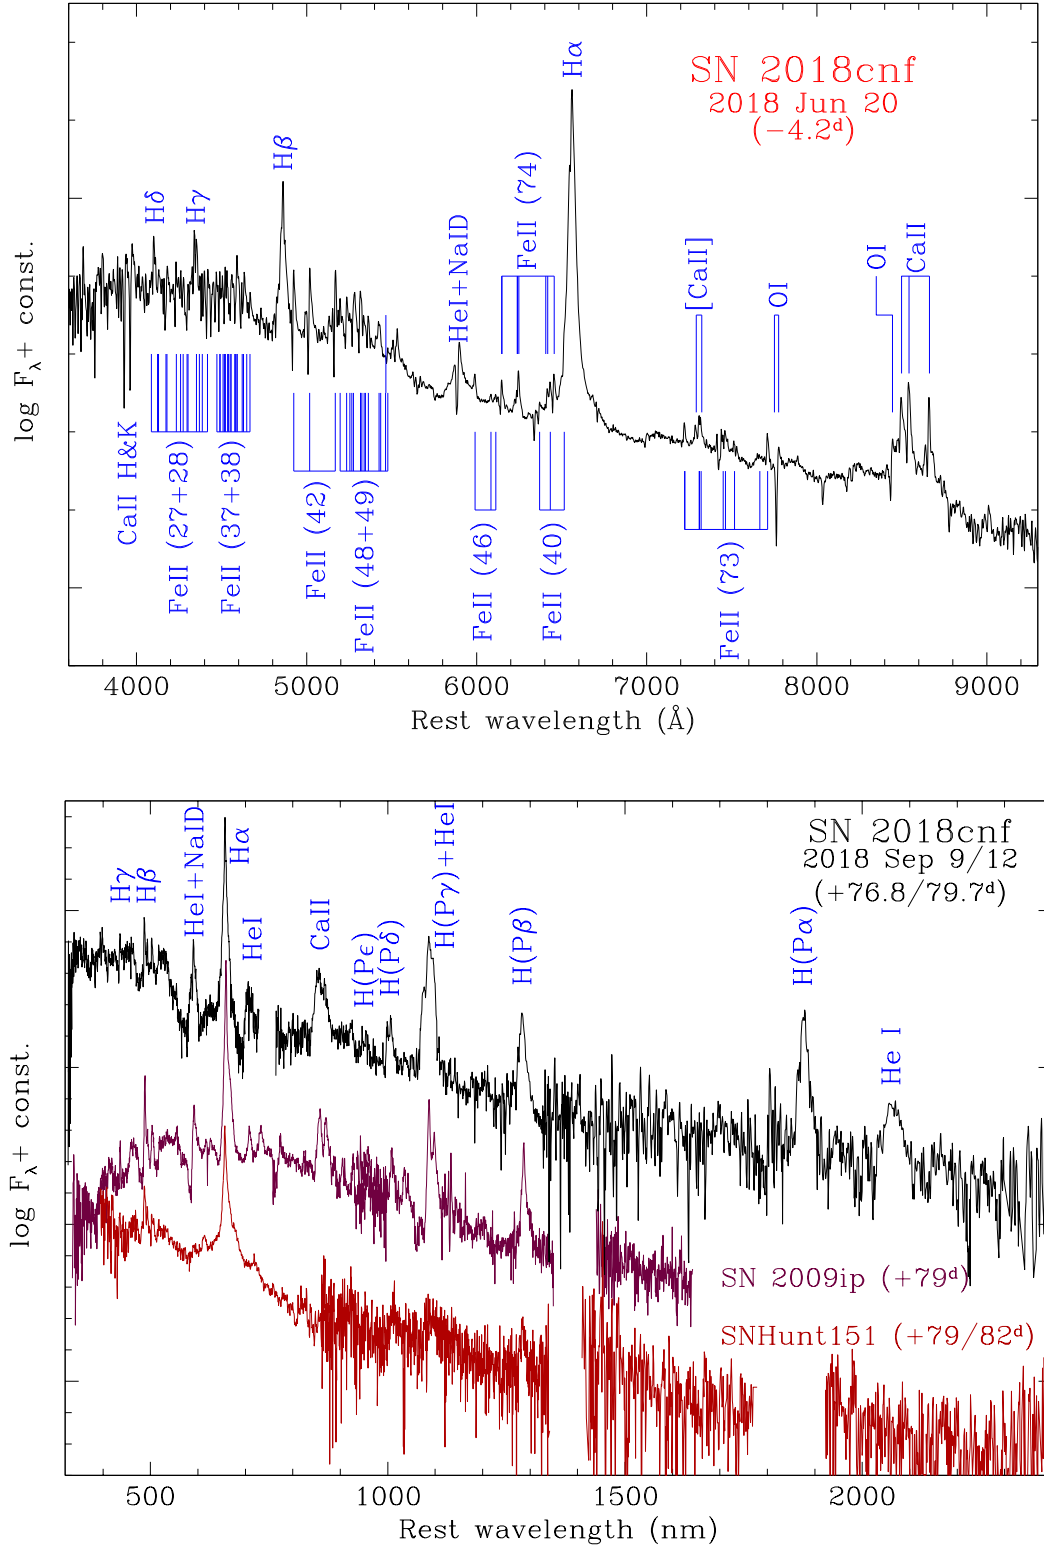 SN 2018cnf
2018 Jun 20
(−4.2ᵈ)
Hδ
Hγ
Hβ
HeI+NaID
FeII (74)
Hα
[CaII]
OI
OI
CaII
CaII H&K
FeII (27+28)
FeII (37+38)
FeII (42)
FeII (48+49)
FeII (46)
FeII (40)
FeII (73)
log Fλ+ const.
4000 5000 6000 7000 8000 9000
Rest wavelength (Å)
SN 2018cnf
2018 Sep 9/12
(+76.8/79.7ᵈ)
Hγ
Hβ
HeI+NaID
Hα
HeI
CaII
H(Pϵ)
H(Pδ)
H(Pγ)+HeI
H(Pβ)
H(Pα)
He I
SN 2009ip (+79ᵈ)
SNHunt151 (+79/82ᵈ)
log Fλ+ const.
500 1000 1500 2000
Rest wavelength (nm)